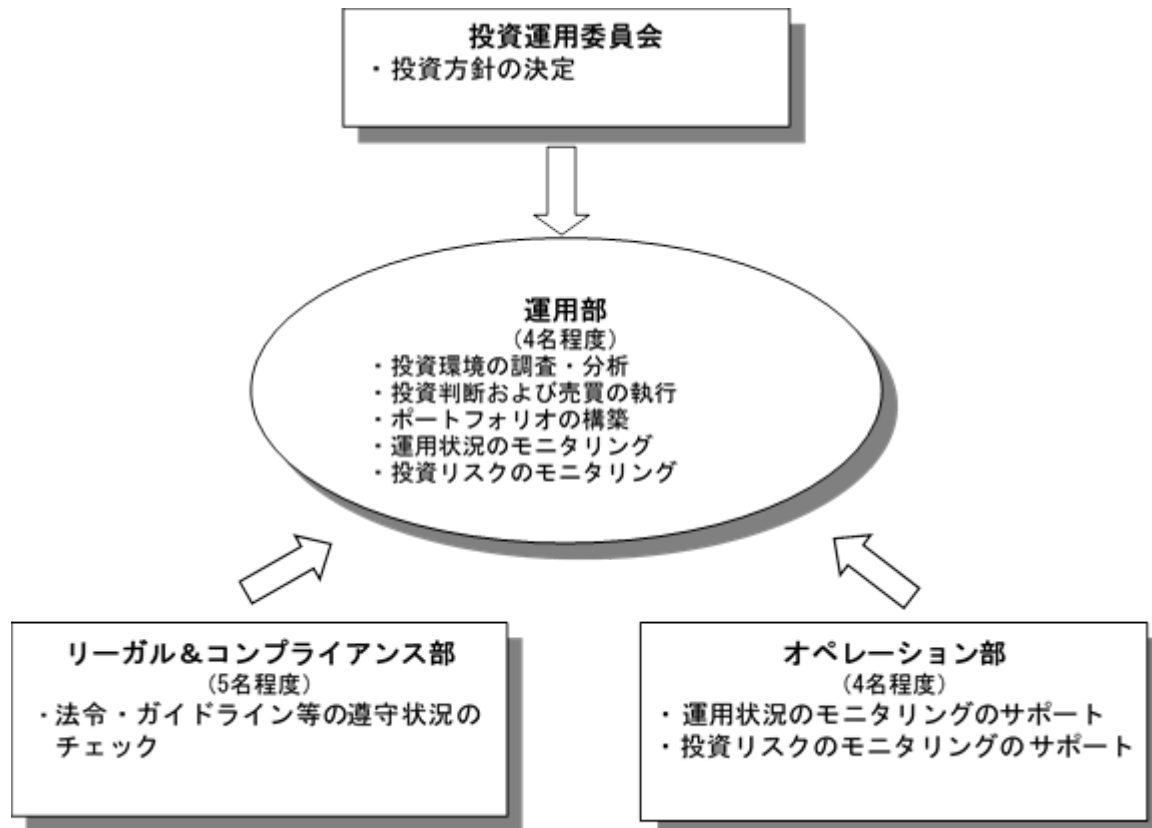 投資運用委員会
・投資方針の決定
運用部
(4名程度)
・投資環境の調査・分析
・投資判断および売買の執行
・ポートフォリオの構築
・運用状況のモニタリング
・投資リスクのモニタリング
リーガル&コンプライアンス部
(5名程度)
・法令・ガイドライン等の遵守状況の
チェック
オペレーション部
(4名程度)
・運用状況のモニタリングのサポート
・投資リスクのモニタリングのサポート